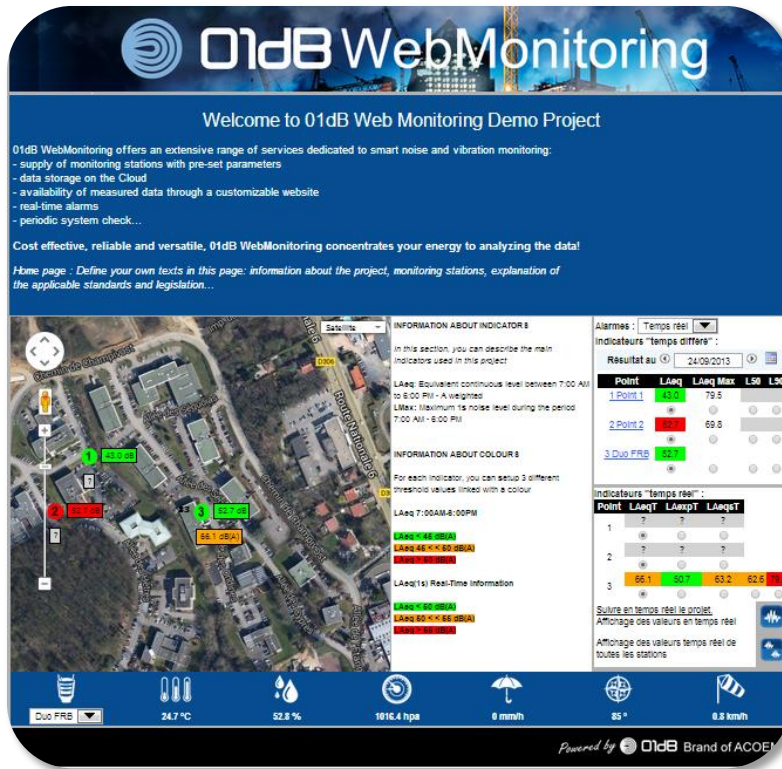 01dB WebMonitoring
Welcome to 01dB Web Monitoring Demo Project
01dB WebMonitoring offers an extensive range of services dedicated to smart noise and vibration monitoring:
- supply of monitoring stations with pre-set parameters
- data storage on the Cloud
- availability of measured data through a customizable website
- real-time alarms
- periodic system check...
Cost effective, reliable and versatile, 01dB WebMonitoring concentrates your energy to analyzing the data!
Home page : Define your own texts in this page: information about the project, monitoring stations, explanation of
the applicable standards and legislation...
Satellite
Chemin de Champivost
D306
Route Nationale 6
1 43.0 dB
?
2 52.7 dB
?
3 52.7 dB
66.1 dB(A)
INFORMATION ABOUT INDICATORS
In this section, you can describe the main
indicators used in this project
LAeq: Equivalent continuous level between 7:00 AM
to 6:00 PM - A weighted
LMax: Maximum 1s noise level during the period
7:00 AM - 6:00 PM
INFORMATION ABOUT COLOURS
For each indicator, you can setup 3 different
threshold values linked with a colour
LAeq 7:00AM-6:00PM
LAeq < 45 dB(A)
LAeq 45 < < 50 dB(A)
LAeq > 50 dB(A)
LAeq(1s) Real-Time Information
LAeq < 60 dB(A)
LAeq 60 < < 65 dB(A)
Alarmes : Temps réel
Indicateurs "temps différé" :
Résultat au 24/09/2013
Point LAeq LAeq Max L50 L90
1 Point 1 43.0 79.5
2 Point 2 52.7 69.8
3 Duo FRB 52.7
Indicateurs "temps réel" :
Point LAeqT LAexpT LAeqsT
1 ? ? ?
2 ? ? ?
3 66.1 50.7 63.2 62.6
Suivre en temps réel le projet.
Affichage des valeurs en temps réel
Affichage des valeurs temps réel de
toutes les stations
Duo FRB 24.7 °C 52.8 % 1016.4 hpa 0 mm/h 85 ° 0.8 km/h
Powered by 01dB Brand of ACOEM